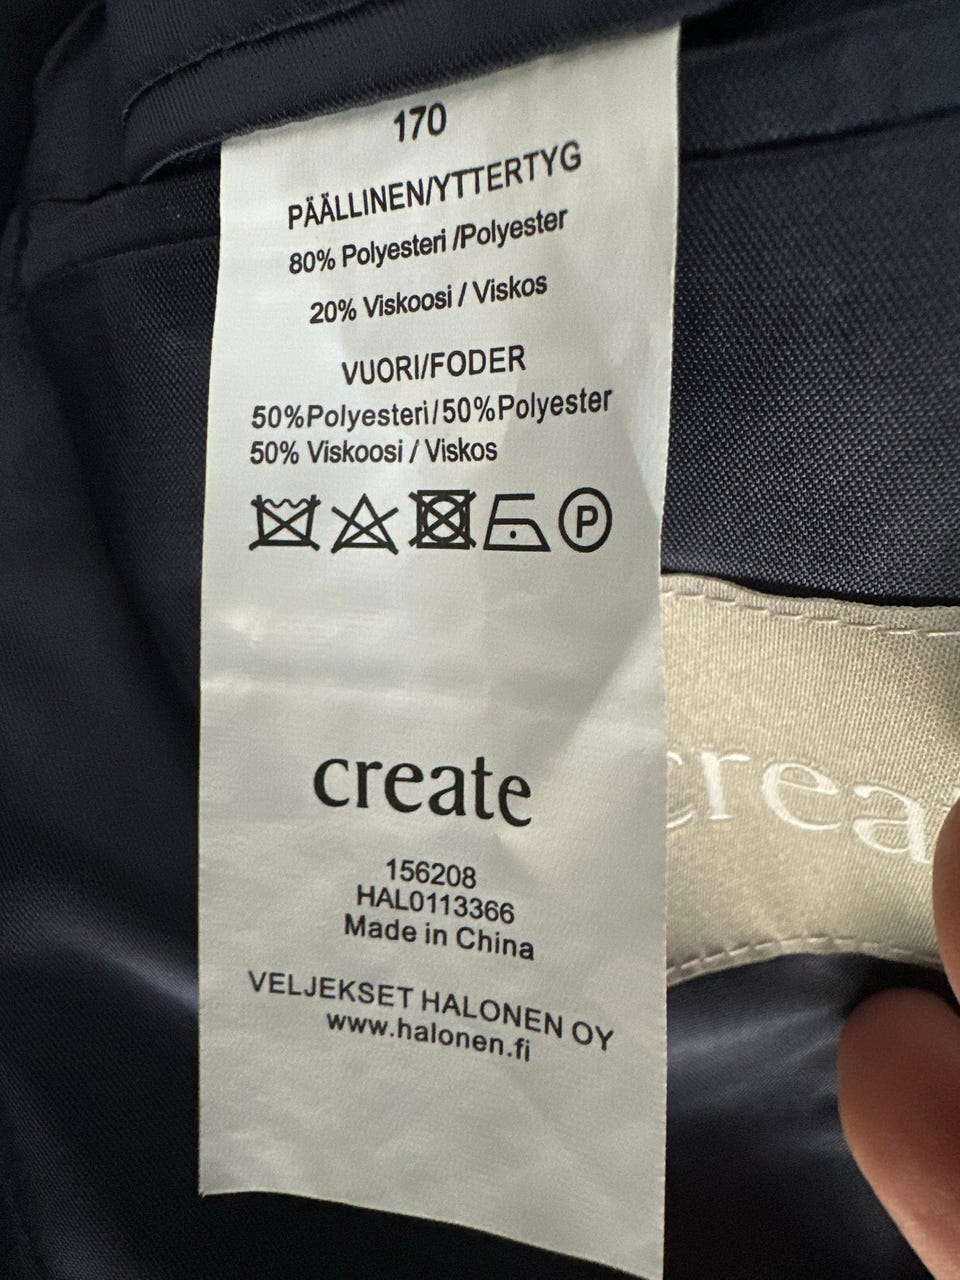 170
PÄÄLLINEN/YTTERTYG
80% Polyesteri /Polyester
20% Viskoosi / Viskos
VUORI/FODER
50%Polyesteri/50%Polyester
50% Viskoosi / Viskos
P
create
156208
HAL0113366
Made in China
VELJEKSET HALONEN OY
www.halonen.fi
crea